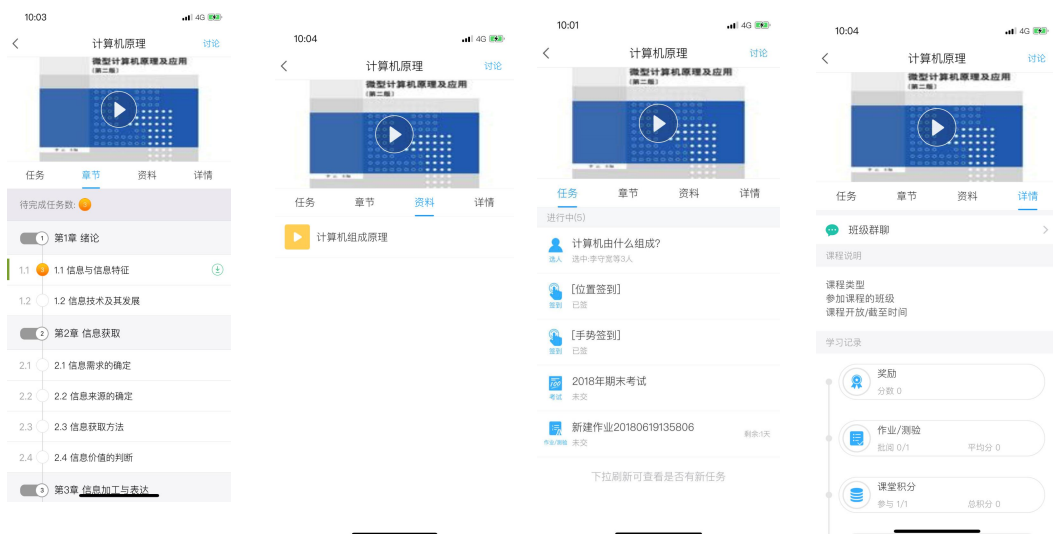 10:03
4G
计算机原理
讨论
微型计算机原理及应用
(第二版)
任务
章节
资料
详情
待完成任务数:
1 第1章 绪论
1.1 1.1 信息与信息特征
1.2 1.2 信息技术及其发展
2 第2章 信息获取
2.1 2.1 信息需求的确定
2.2 2.2 信息来源的确定
2.3 2.3 信息获取方法
2.4 2.4 信息价值的判断
3 第3章 信息加工与表达
10:04
4G
计算机原理
讨论
微型计算机原理及应用
(第二版)
任务
章节
资料
详情
计算机组成原理
10:01
4G
计算机原理
讨论
微型计算机原理及应用
(第二版)
任务
章节
资料
详情
进行中(5)
计算机由什么组成?
选人 选中:李守宽等3人
[位置签到]
签到 已签
[手势签到]
签到 已签
2018年期末考试
考试 未交
新建作业20180619135806
作业/测验 未交
剩余:1天
下拉刷新可查看是否有新任务
10:04
4G
计算机原理
讨论
微型计算机原理及应用
(第二版)
任务
章节
资料
详情
班级群聊
课程说明
课程类型
参加课程的班级
课程开放/截至时间
学习记录
奖励
分数 0
作业/测验
批阅 0/1 平均分 0
课堂积分
参与 1/1 总积分 0